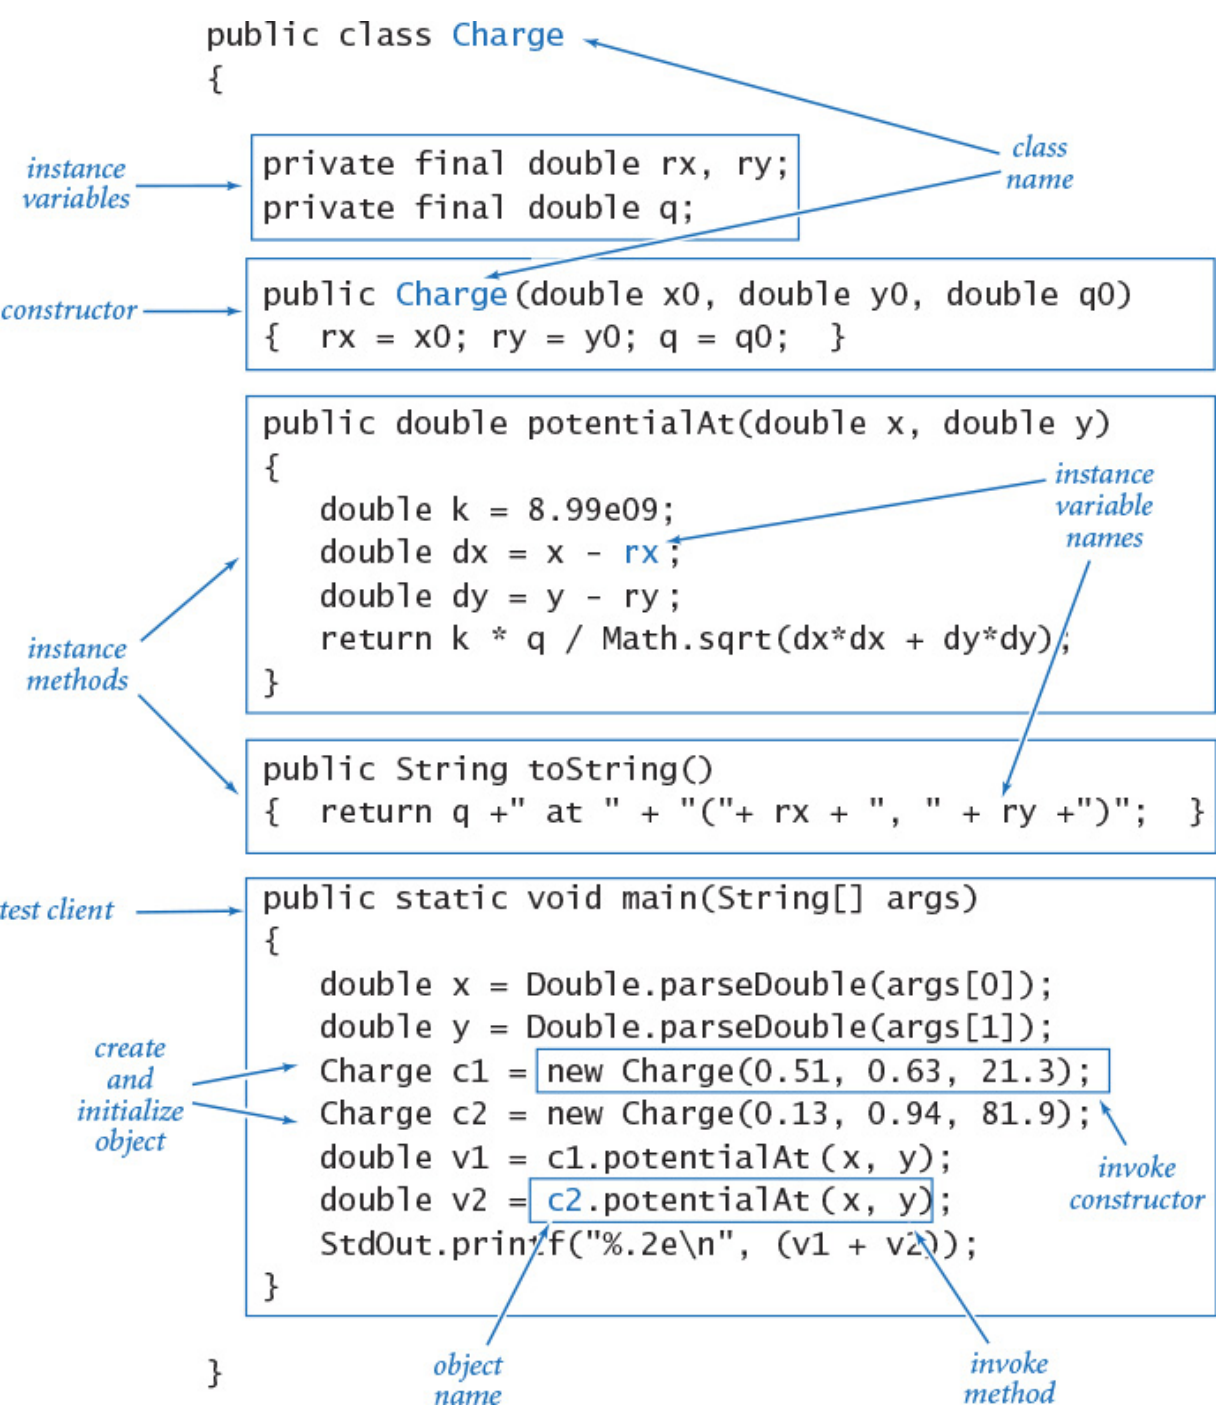 public class Charge
{
class
name
instance
variables
private final double rx, ry;
private final double q;
constructor
public Charge(double x0, double y0, double q0)
{  rx = x0; ry = y0; q = q0;  }
public double potentialAt(double x, double y)
{
instance
variable
names
double k = 8.99e09;
double dx = x - rx;
double dy = y - ry;
return k * q / Math.sqrt(dx*dx + dy*dy);
}
instance
methods
public String toString()
{  return q +" at " + "("+ rx + ", " + ry +")";  }
test client
public static void main(String[] args)
{
double x = Double.parseDouble(args[0]);
double y = Double.parseDouble(args[1]);
create
and
initialize
object
Charge c1 = new Charge(0.51, 0.63, 21.3);
Charge c2 = new Charge(0.13, 0.94, 81.9);
double v1 = c1.potentialAt(x, y);
double v2 = c2.potentialAt(x, y);
StdOut.printf("%.2e\n", (v1 + v2));
}
invoke
constructor
}
object
name
invoke
method